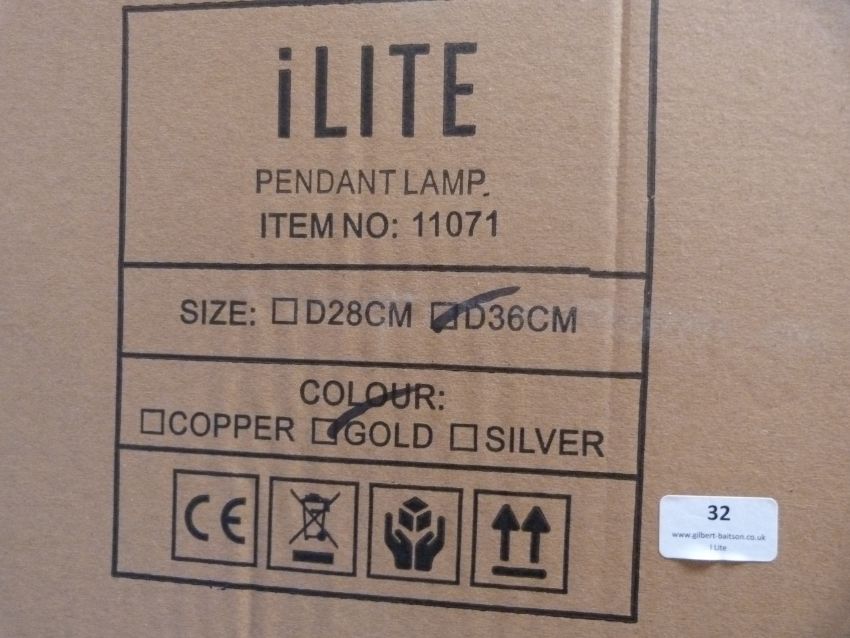 iLITE
PENDANT LAMP.
ITEM NO: 11071
SIZE: ☐D28CM ☑D36CM
COLOUR:
☐COPPER ☑GOLD ☐SILVER
CE
32
www.gilbert-baitson.co.uk
I Lite